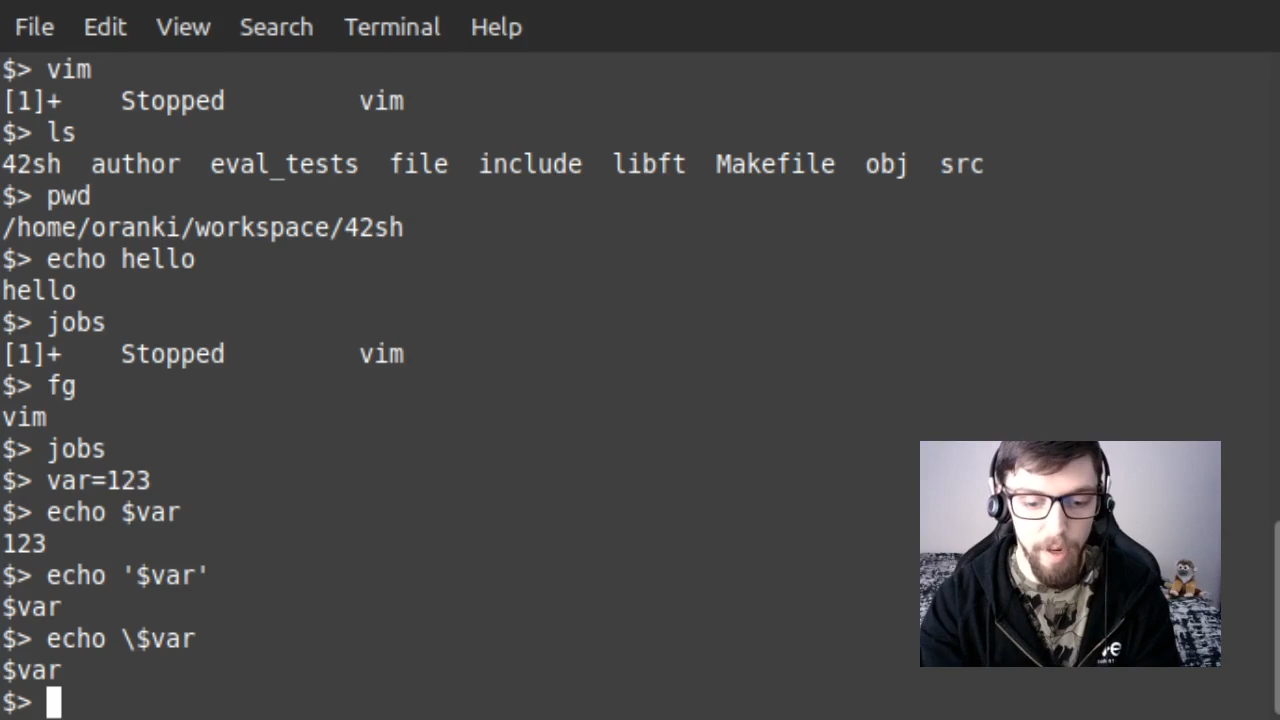 File Edit View Search Terminal Help
$> vim
[1]+    Stopped         vim
$> ls
42sh  author  eval_tests  file  include  libft  Makefile  obj  src
$> pwd
/home/oranki/workspace/42sh
$> echo hello
hello
$> jobs
[1]+    Stopped         vim
$> fg
vim
$> jobs
$> var=123
$> echo $var
123
$> echo '$var'
$var
$> echo \$var
$var
$>